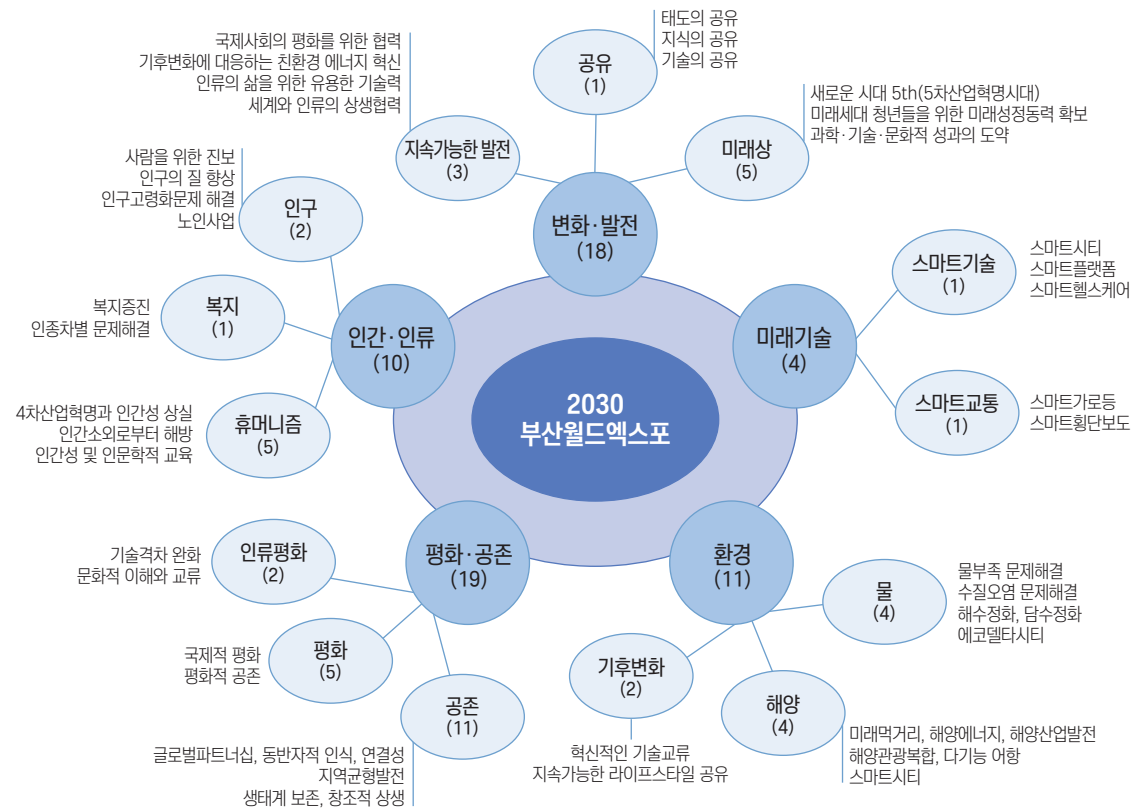 태도의 공유
지식의 공유
기술의 공유
공유
(1)
국제사회의 평화를 위한 협력
기후변화에 대응하는 친환경 에너지 혁신
인류의 삶을 위한 유용한 기술력
세계와 인류의 상생협력
지속가능한 발전
(3)
새로운 시대 5th(5차산업혁명시대)
미래세대 청년들을 위한 미래성정동력 확보
과학·기술·문화적 성과의 도약
미래상
(5)
변화·발전
(18)
사람을 위한 진보
인구의 질 향상
인구고령화문제 해결
노인사업
인구
(2)
복지증진
인종차별 문제해결
복지
(1)
4차산업혁명과 인간성 상실
인간소외로부터 해방
인간성 및 인문학적 교육
휴머니즘
(5)
인간·인류
(10)
2030
부산월드엑스포
미래기술
(4)
스마트기술
(1)
스마트시티
스마트플랫폼
스마트헬스케어
스마트교통
(1)
스마트가로등
스마트횡단보도
평화·공존
(19)
기술격차 완화
문화적 이해와 교류
인류평화
(2)
국제적 평화
평화적 공존
평화
(5)
공존
(11)
글로벌파트너십, 동반자적 인식, 연결성
지역균형발전
생태계 보존, 창조적 상생
환경
(11)
물
(4)
물부족 문제해결
수질오염 문제해결
해수정화, 담수정화
에코델타시티
기후변화
(2)
혁신적인 기술교류
지속가능한 라이프스타일 공유
해양
(4)
미래먹거리, 해양에너지, 해양산업발전
해양관광복합, 다기능 어항
스마트시티